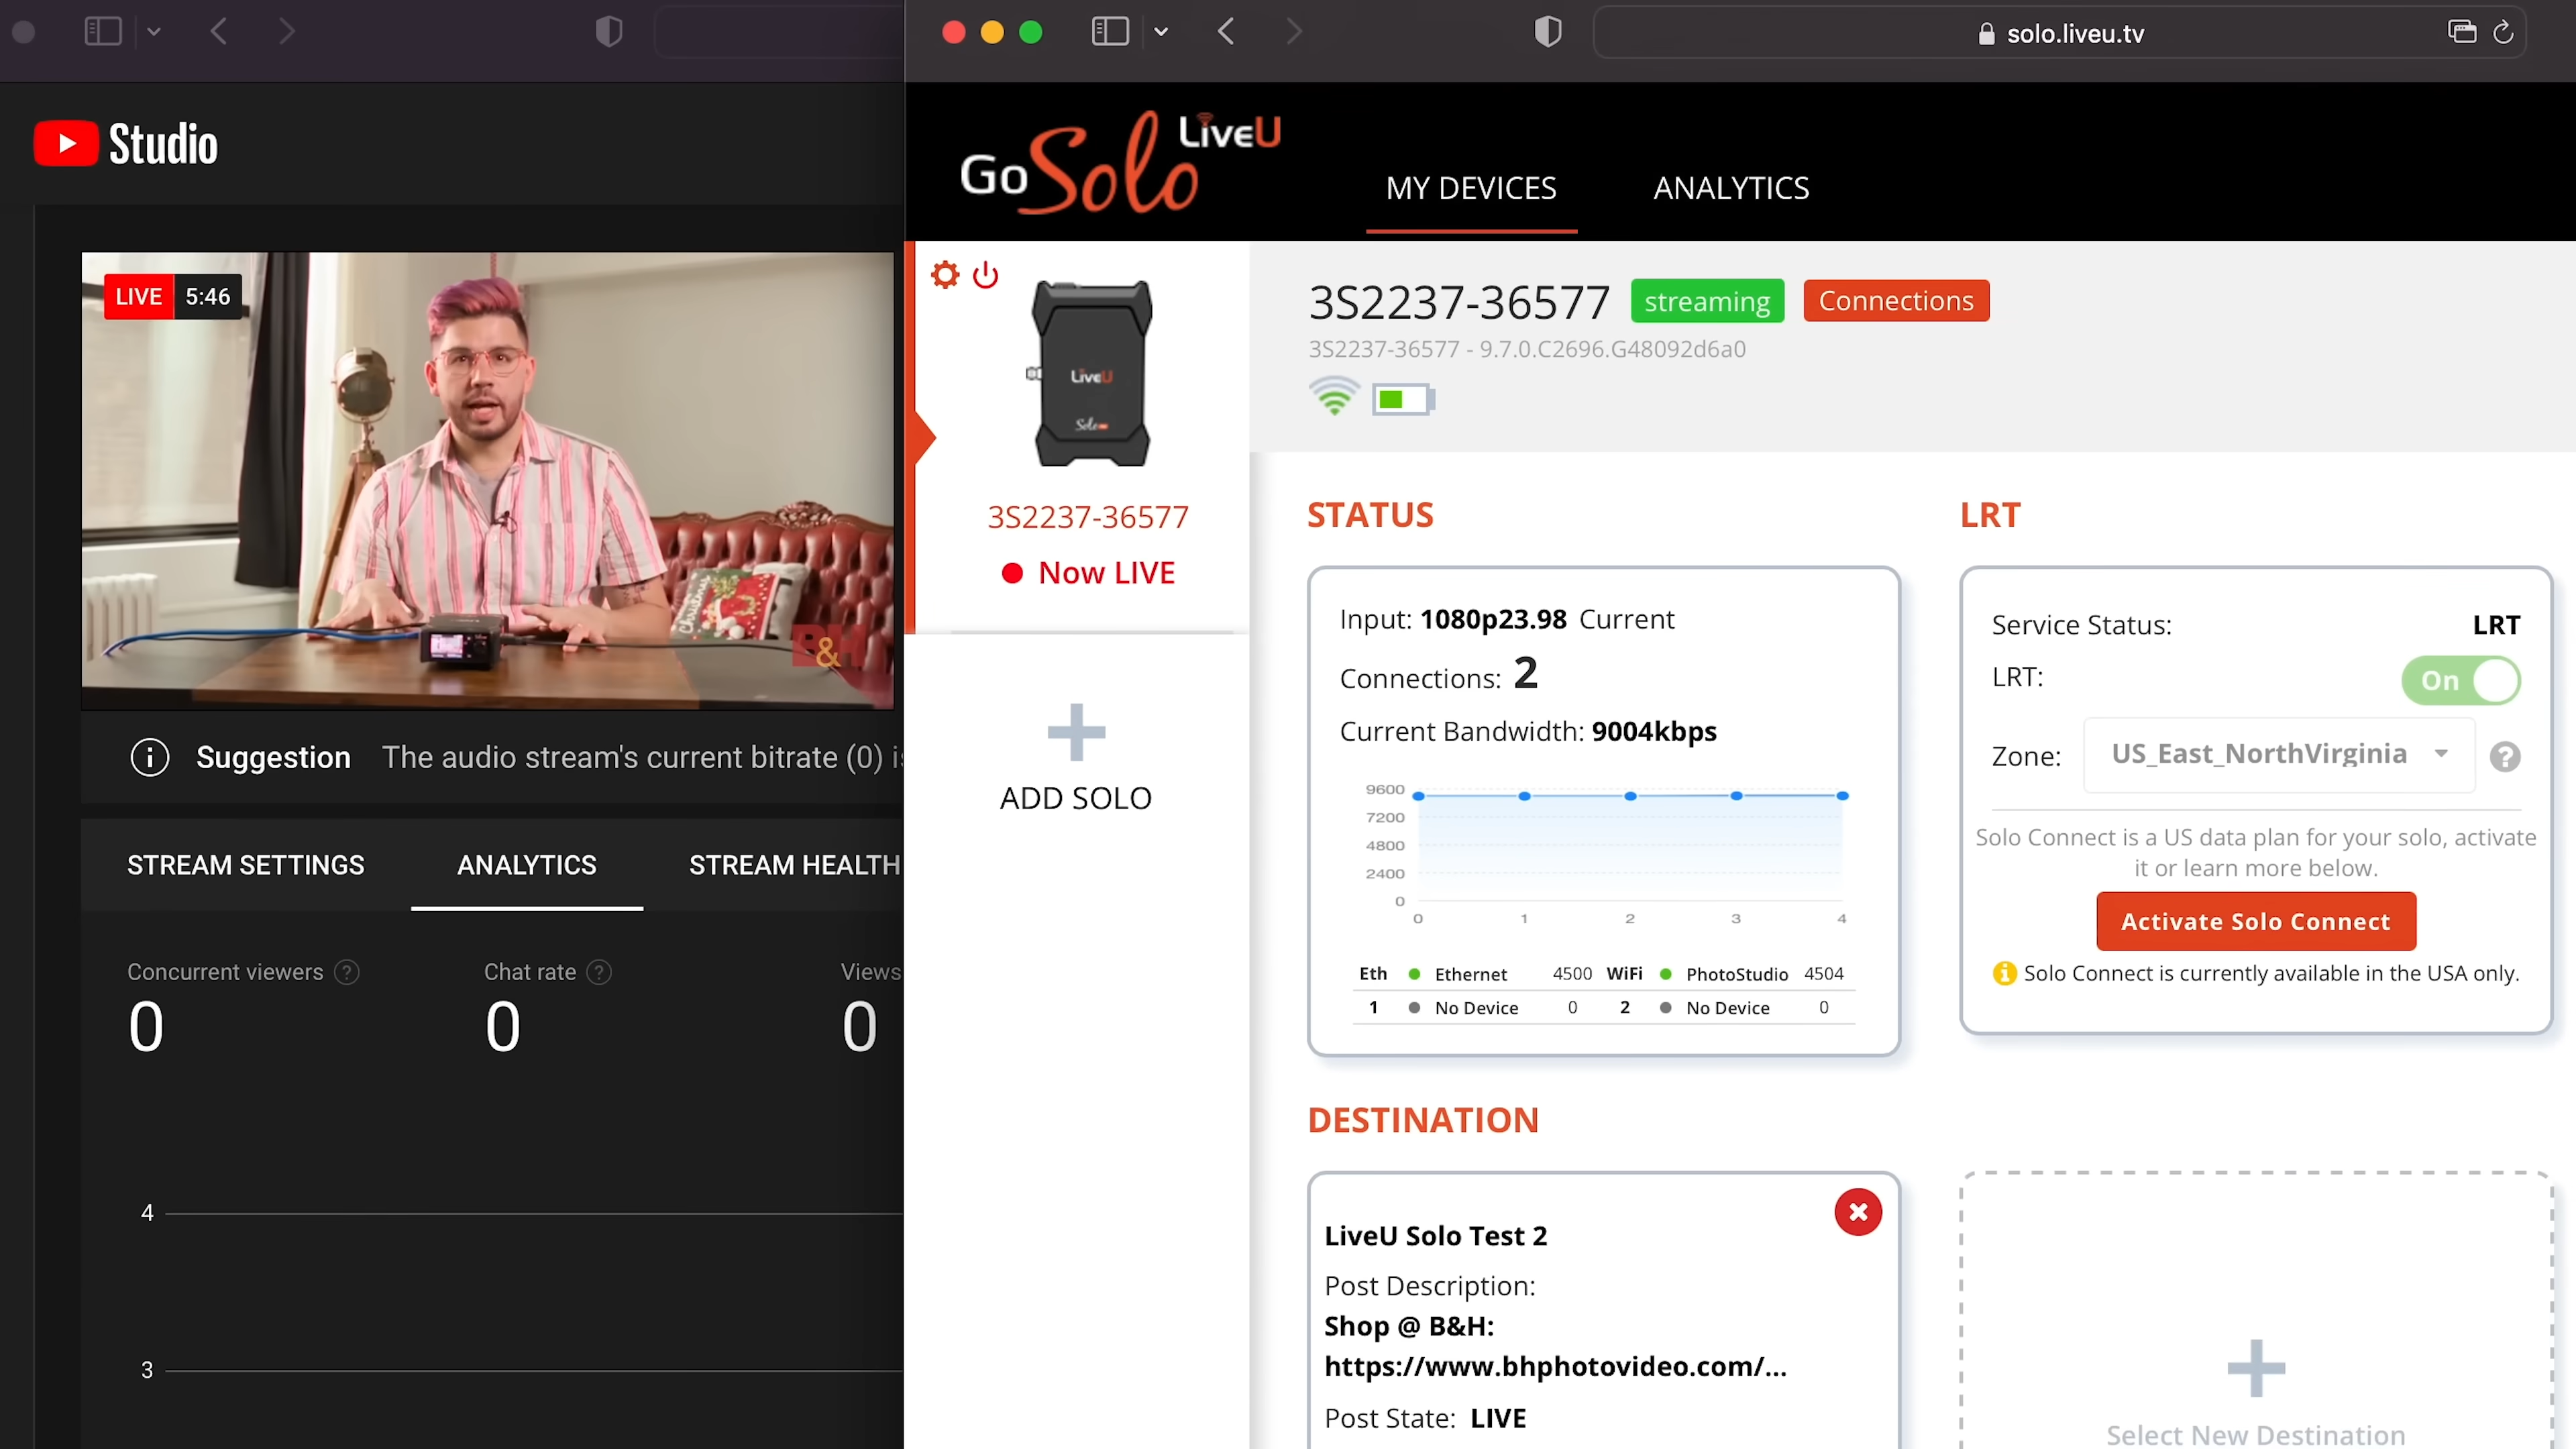 Studio
LIVE 5:46
B&H
Suggestion The audio stream's current bitrate (0) is
STREAM SETTINGS ANALYTICS STREAM HEALTH
Concurrent viewers ? Chat rate ? Views
0 0 0
4
3
solo.liveu.tv
Go Solo LiveU
MY DEVICES ANALYTICS
LiveU
Solo
3S2237-36577
Now LIVE
ADD SOLO
3S2237-36577 streaming Connections
3S2237-36577 - 9.7.0.C2696.G48092d6a0
STATUS
Input: 1080p23.98 Current
Connections: 2
Current Bandwidth: 9004kbps
9600
7200
4800
2400
0
0 1 2 3 4
Eth Ethernet 4500 WiFi PhotoStudio 4504
1 No Device 0 2 No Device 0
LRT
Service Status: LRT
LRT: On
Zone: US_East_NorthVirginia ?
Solo Connect is a US data plan for your solo, activate
it or learn more below.
Activate Solo Connect
Solo Connect is currently available in the USA only.
DESTINATION
LiveU Solo Test 2
Post Description:
Shop @ B&H:
https://www.bhphotovideo.com/...
Post State: LIVE
Select New Destination